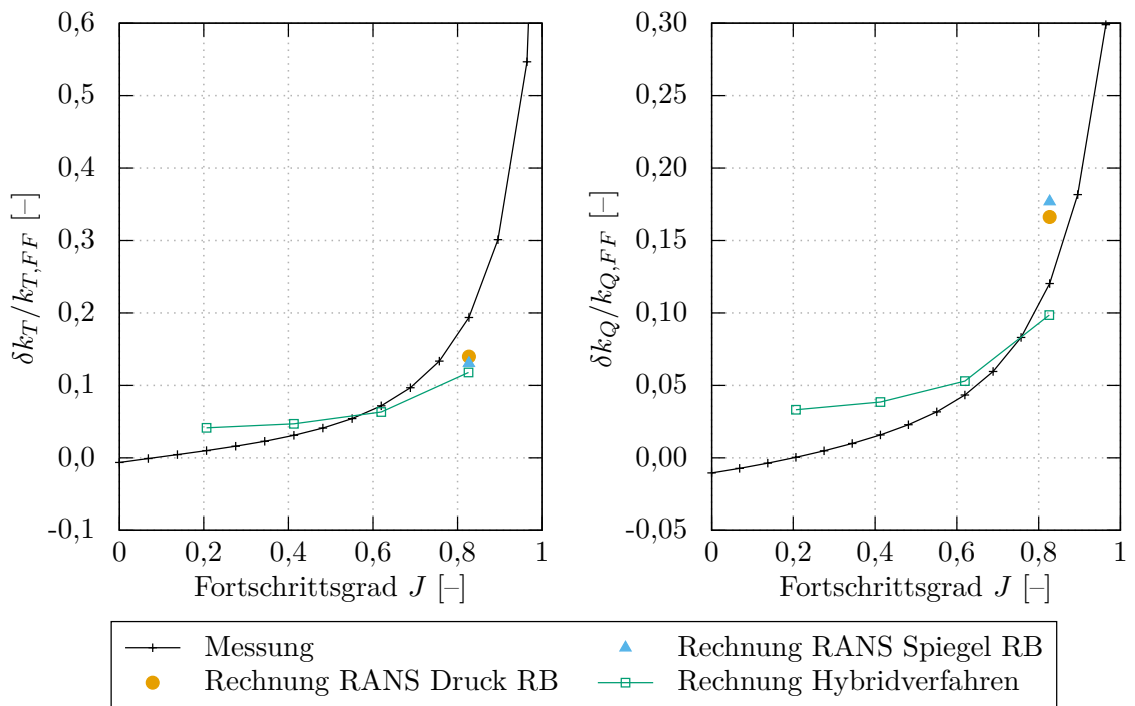 0,6
0,5
0,4
0,3
0,2
0,1
0,0
-0,1
δk_T/k_{T,FF} [–]
0 0,2 0,4 0,6 0,8 1
Fortschrittsgrad J [–]
0,30
0,25
0,20
0,15
0,10
0,05
0,00
-0,05
δk_Q/k_{Q,FF} [–]
0 0,2 0,4 0,6 0,8 1
Fortschrittsgrad J [–]
Messung
Rechnung RANS Druck RB
Rechnung RANS Spiegel RB
Rechnung Hybridverfahren